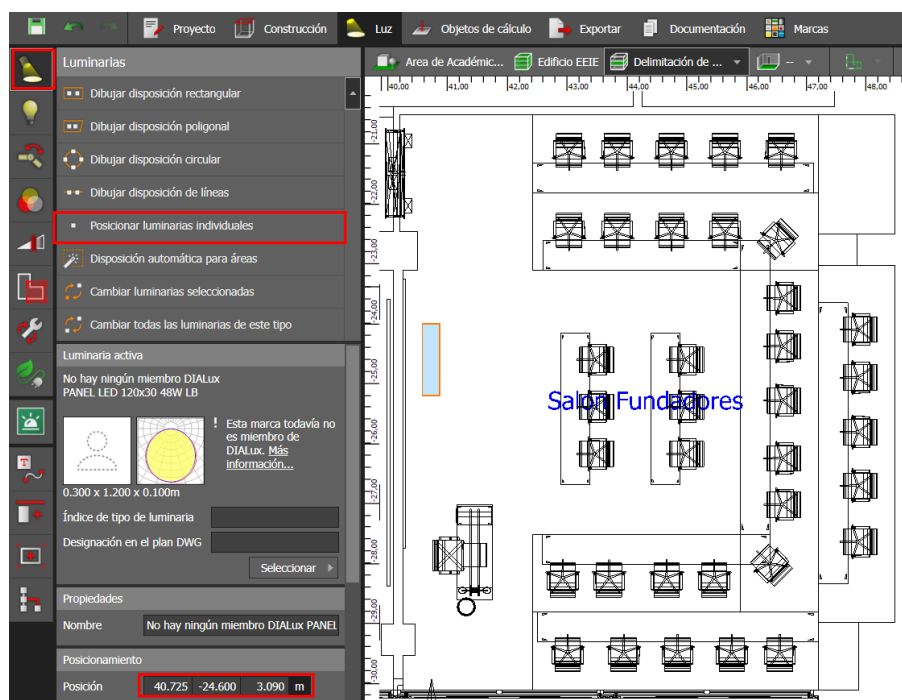 Proyecto Construcción Luz Objetos de cálculo Exportar Documentación Marcas
Luminarias
Area de Académic... Edificio EEIE Delimitación de ... --
40.00 41.00 42.00 43.00 44.00 45.00 46.00 47.00 48.00
Dibujar disposición rectangular
Dibujar disposición poligonal
Dibujar disposición circular
Dibujar disposición de líneas
Posicionar luminarias individuales
Disposición automática para áreas
Cambiar luminarias seleccionadas
Cambiar todas las luminarias de este tipo
-21.00
-22.00
-23.00
-24.00
-25.00
-26.00
-27.00
-28.00
-29.00
-30.00
Salon Fundadores
Luminaria activa
No hay ningún miembro DIALux
PANEL LED 120x30 48W LB
! Esta marca todavía no
es miembro de
DIALux. Más
información...
0.300 x 1.200 x 0.100m
Índice de tipo de luminaria
Designación en el plan DWG
Seleccionar
Propiedades
Nombre No hay ningún miembro DIALux PANEL
Posicionamiento
Posición 40.725 -24.600 3.090 m